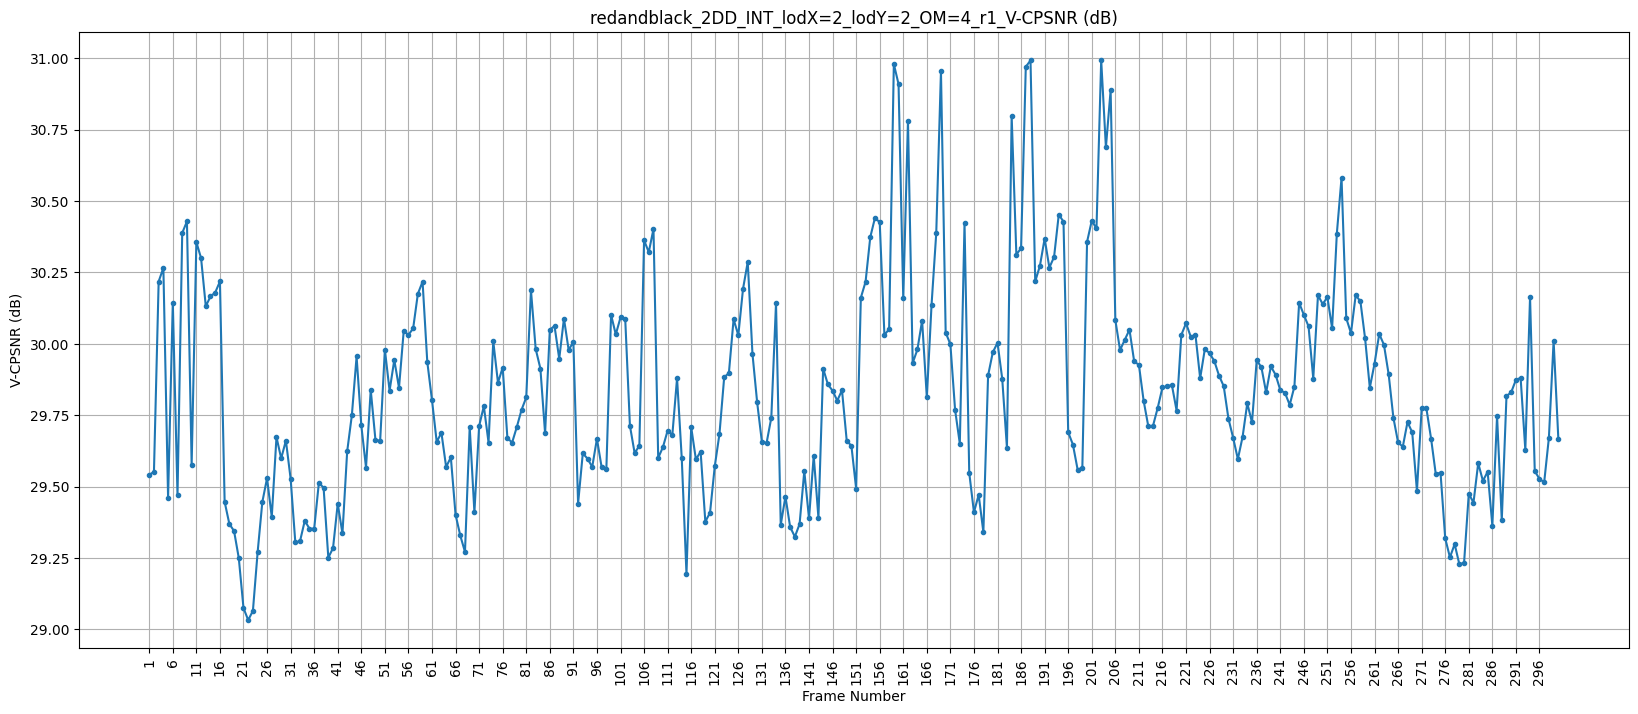 redandblack_2DD_INT_lodX=2_lodY=2_OM=4_r1_V-CPSNR (dB)
V-CPSNR (dB)
31.00
30.75
30.50
30.25
30.00
29.75
29.50
29.25
29.00
1 6 11 16 21 26 31 36 41 46 51 56 61 66 71 76 81 86 91 96 101 106 111 116 121 126 131 136 141 146 151 156 161 166 171 176 181 186 191 196 201 206 211 216 221 226 231 236 241 246 251 256 261 266 271 276 281 286 291 296
Frame Number